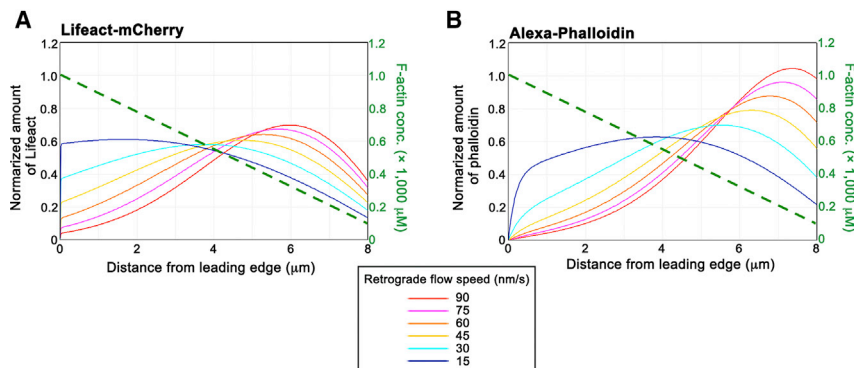 A
Lifeact-mCherry
1.2
1.0
0.8
0.6
0.4
0.2
0
Normarized amount
of Lifeact
0 2 4 6 8
Distance from leading edge (μm)
1.2
1.0
0.8
0.6
0.4
0.2
0
F-actin conc. (× 1,000 μM)
B
Alexa-Phalloidin
1.2
1.0
0.8
0.6
0.4
0.2
0
Normarized amount
of phalloidin
0 2 4 6 8
Distance from leading edge (μm)
1.2
1.0
0.8
0.6
0.4
0.2
0
F-actin conc. (× 1,000 μM)
Retrograde flow speed (nm/s)
90
75
60
45
30
15